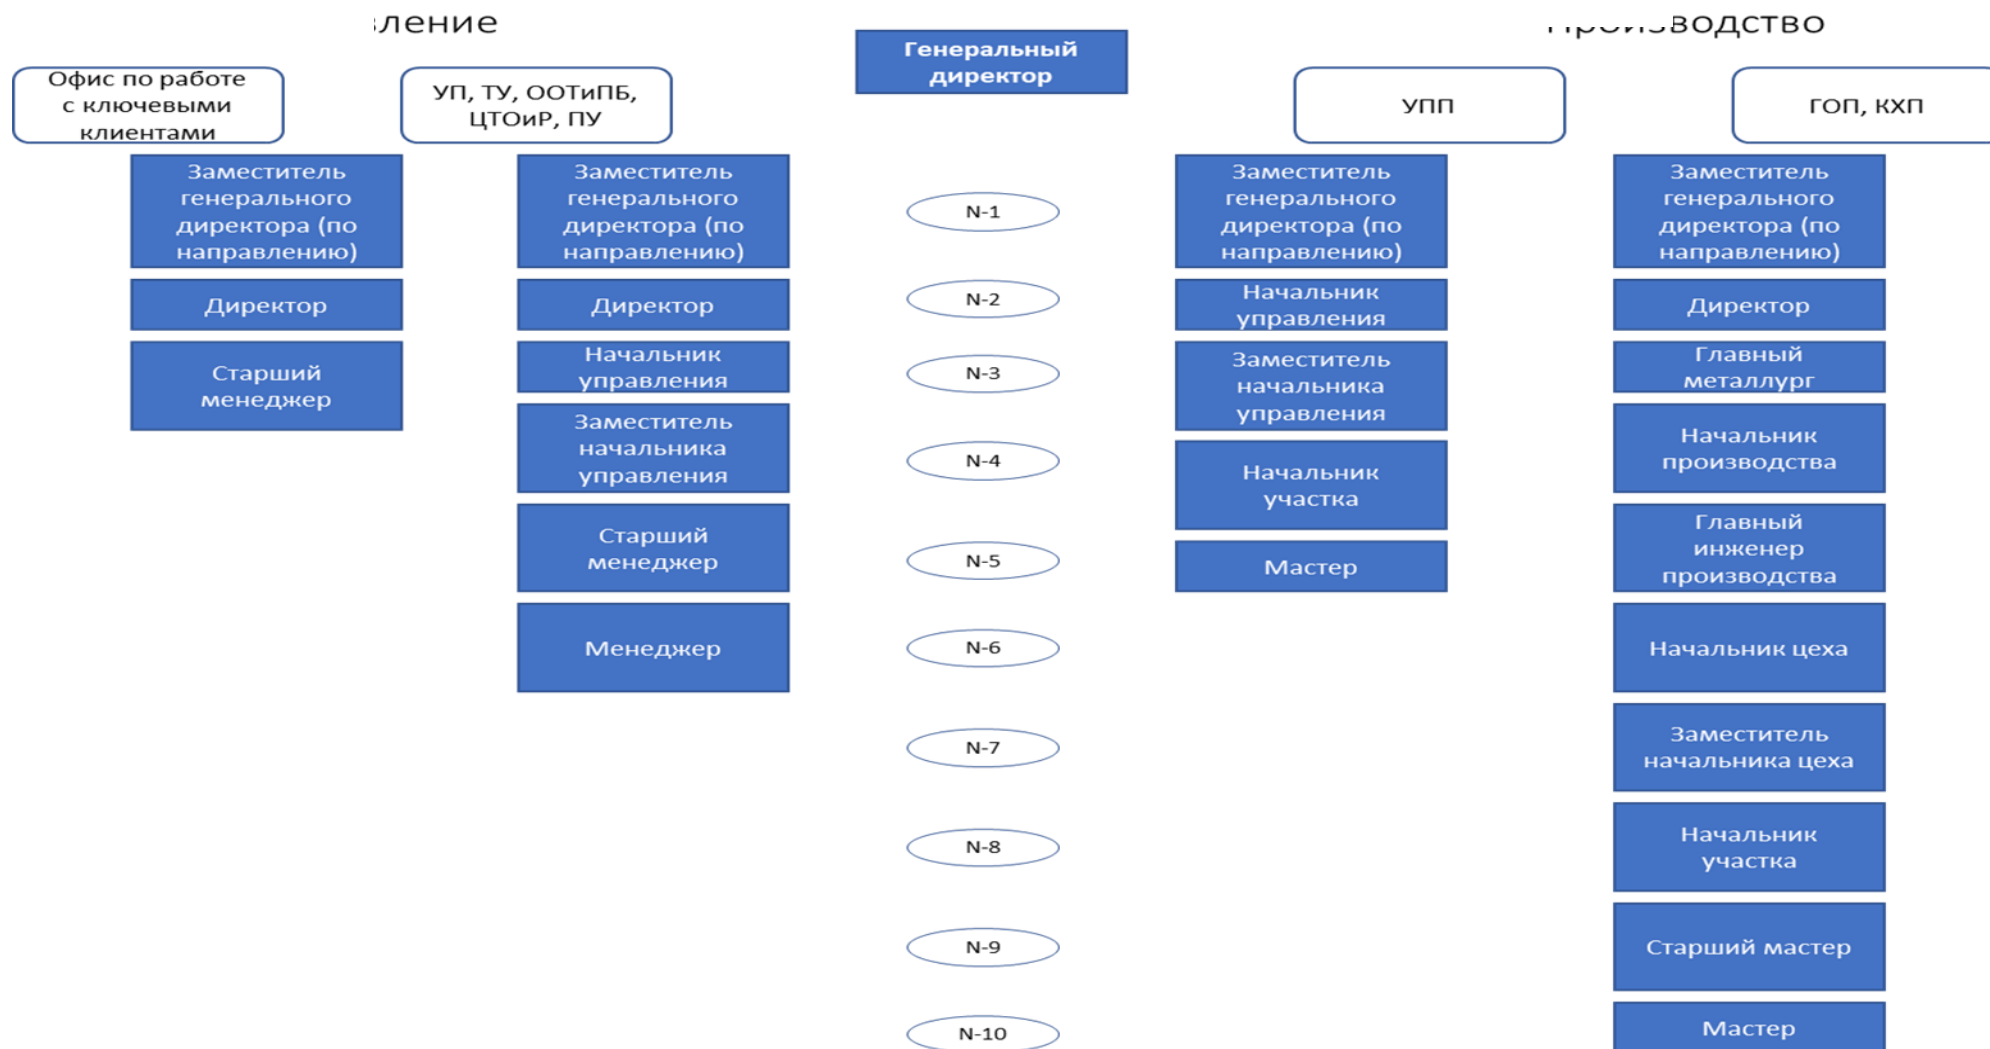 вление
Производство
Генеральный
директор
Офис по работе
с ключевыми
клиентами
УП, ТУ, ООТиПБ,
ЦТОиР, ПУ
УПП
ГОП, КХП
Заместитель
генерального
директора (по
направлению)
Директор
Старший
менеджер
Заместитель
генерального
директора (по
направлению)
Директор
Начальник
управления
Заместитель
начальника
управления
Старший
менеджер
Менеджер
N-1
N-2
N-3
N-4
N-5
N-6
N-7
N-8
N-9
N-10
Заместитель
генерального
директора (по
направлению)
Начальник
управления
Заместитель
начальника
управления
Начальник
участка
Мастер
Заместитель
генерального
директора (по
направлению)
Директор
Главный
металлург
Начальник
производства
Главный
инженер
производства
Начальник цеха
Заместитель
начальника цеха
Начальник
участка
Старший мастер
Мастер